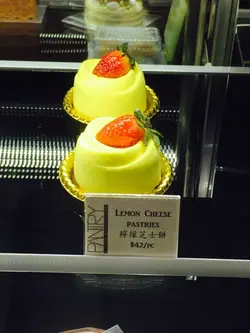 PANTRY
LEMON CHEESE
PASTRIES
檸檬芝士餅
$42/PC